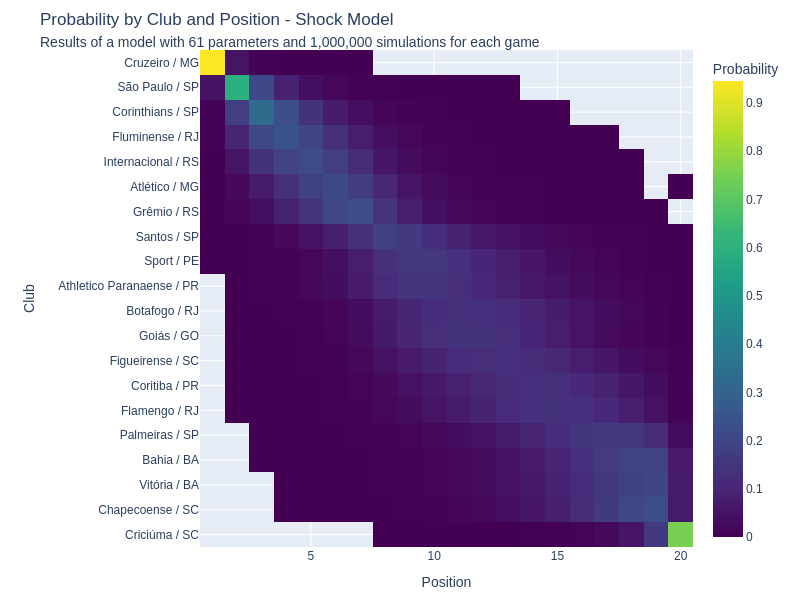 Probability by Club and Position - Shock Model
Results of a model with 61 parameters and 1,000,000 simulations for each game
Probability
Club
Cruzeiro / MG
São Paulo / SP
Corinthians / SP
Fluminense / RJ
Internacional / RS
Atlético / MG
Grêmio / RS
Santos / SP
Sport / PE
Athletico Paranaense / PR
Botafogo / RJ
Goiás / GO
Figueirense / SC
Coritiba / PR
Flamengo / RJ
Palmeiras / SP
Bahia / BA
Vitória / BA
Chapecoense / SC
Criciúma / SC
0.9
0.8
0.7
0.6
0.5
0.4
0.3
0.2
0.1
0
5
10
15
20
Position